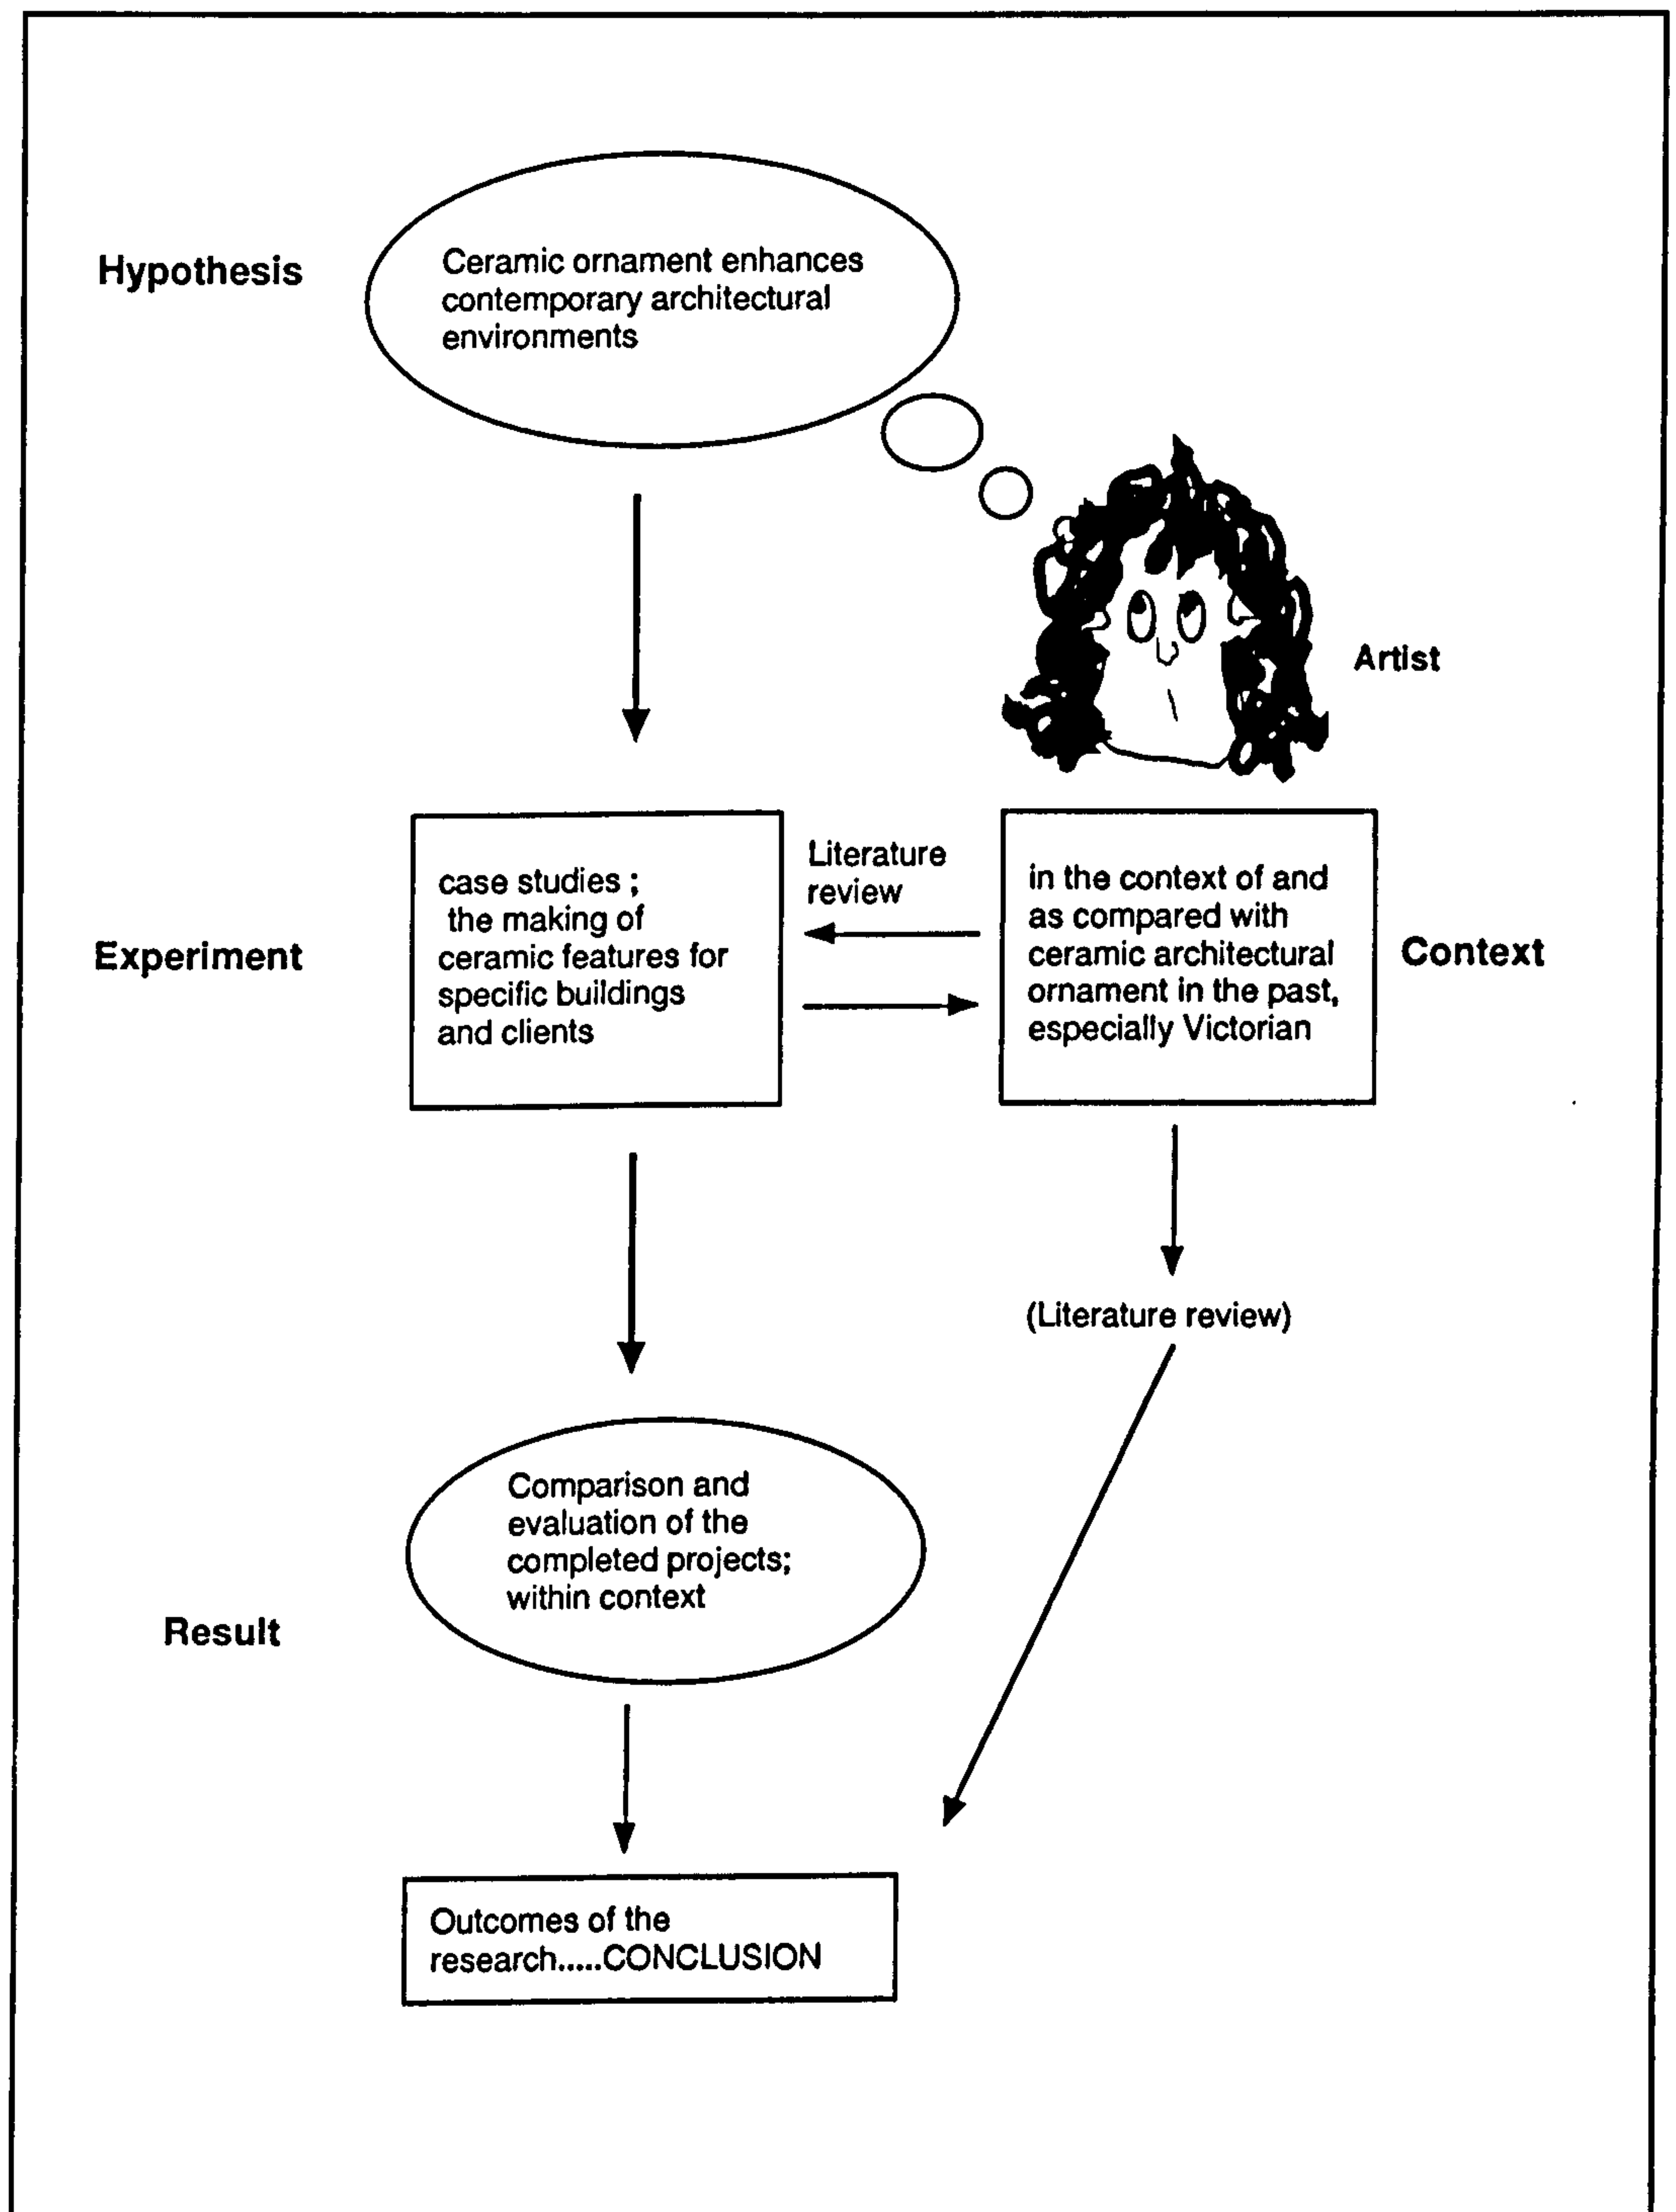 Hypothesis
Ceramic ornament enhances
contemporary architectural
environments
Artist
Experiment
case studies ;
the making of
ceramic features for
specific buildings
and clients
Literature
review
in the context of and
as compared with
ceramic architectural
ornament in the past,
especially Victorian
Context
(Literature review)
Result
Comparison and
evaluation of the
completed projects;
within context
Outcomes of the
research.....CONCLUSION